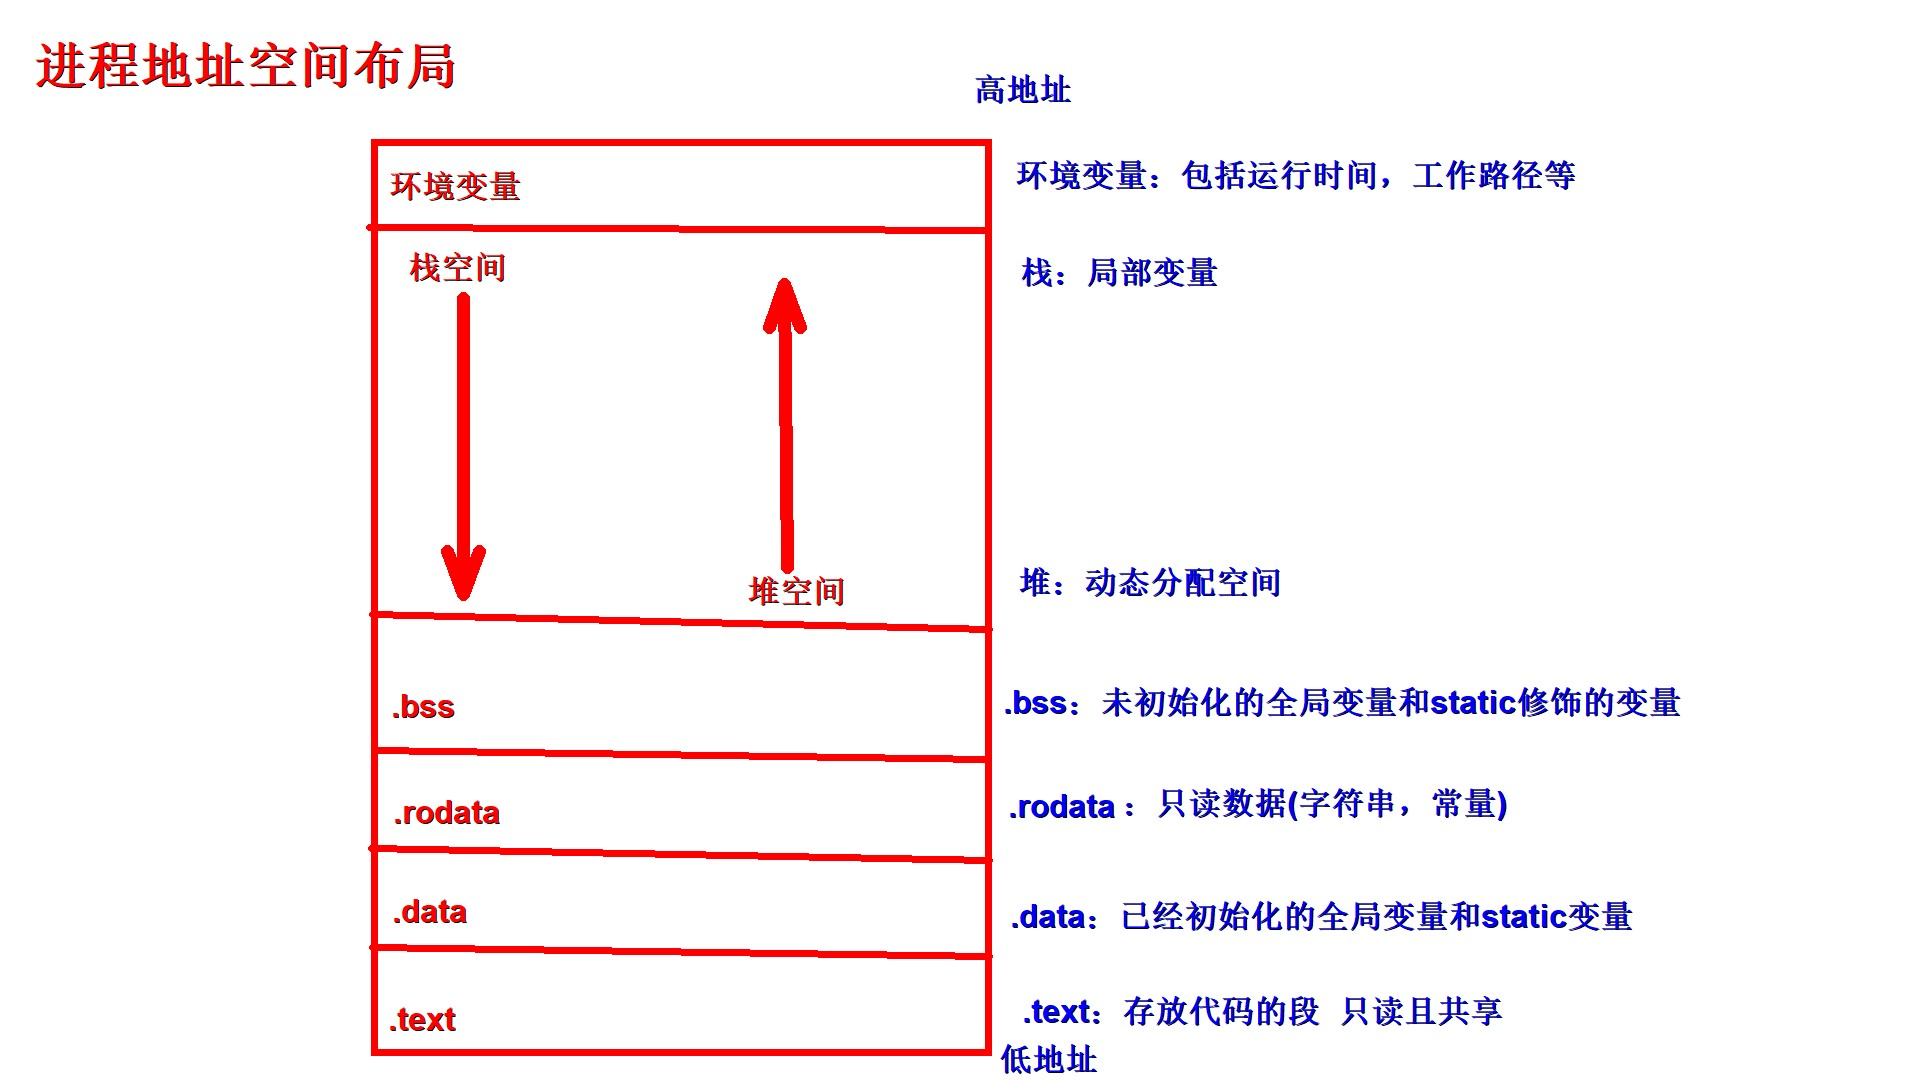 进程地址空间布局
高地址
环境变量
环境变量：包括运行时间，工作路径等
栈空间
栈：局部变量
堆空间
堆：动态分配空间
.bss
.bss：未初始化的全局变量和static修饰的变量
.rodata
.rodata ：只读数据(字符串，常量)
.data
.data：已经初始化的全局变量和static变量
.text
.text：存放代码的段 只读且共享
低地址